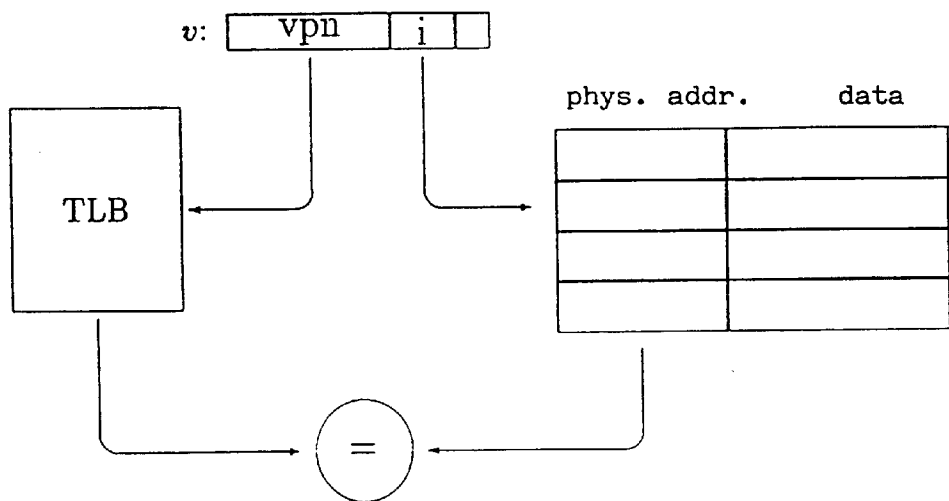 v: vpn i
phys. addr. data
TLB
=